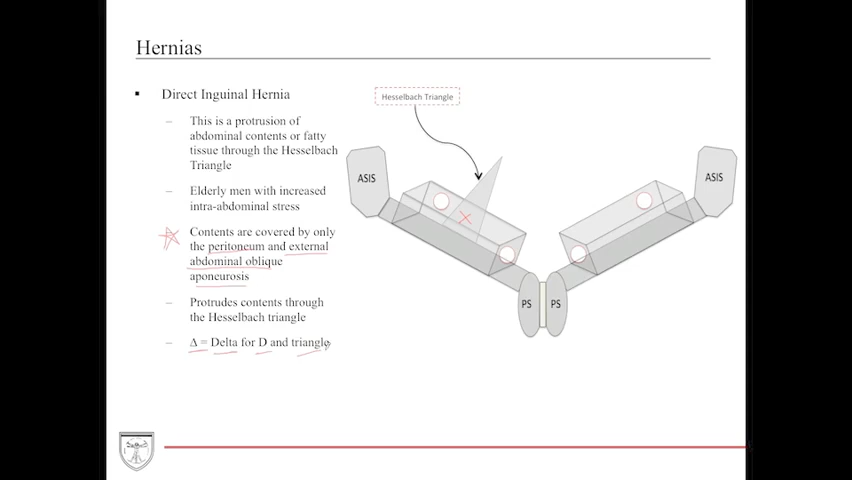 Hernias
Direct Inguinal Hernia
This is a protrusion of
abdominal contents or fatty
tissue through the Hesselbach
Triangle
Elderly men with increased
intra-abdominal stress
Contents are covered by only
the peritoneum and external
abdominal oblique
aponeurosis
Protrudes contents through
the Hesselbach triangle
Δ = Delta for D and triangle
Hesselbach Triangle
ASIS
ASIS
PS
PS